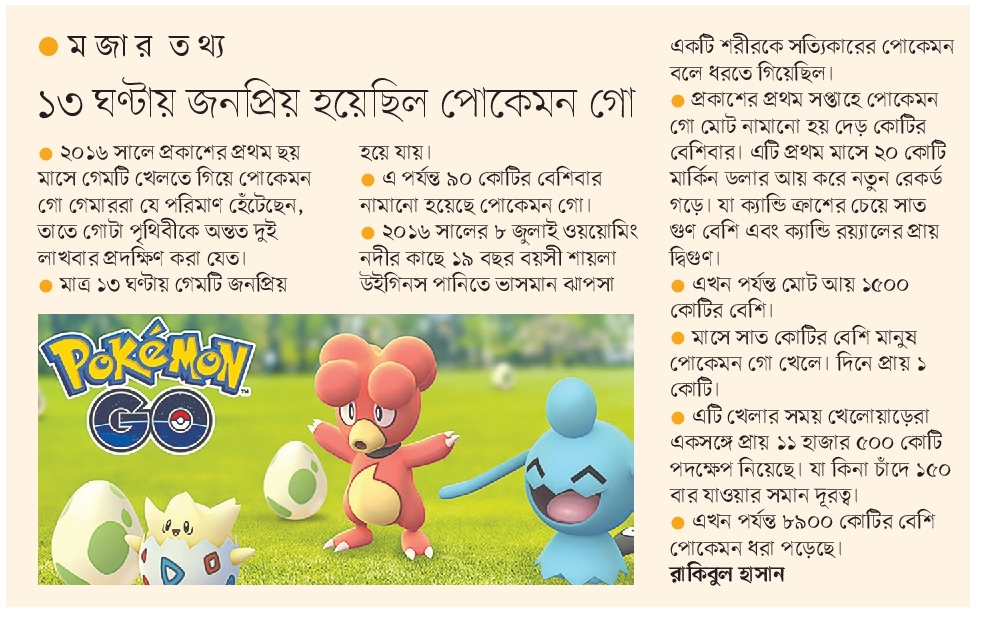 মজার তথ্য
১৩ ঘণ্টায় জনপ্রিয় হয়েছিল পোকেমন গো
● ২০১৬ সালে প্রকাশের প্রথম ছয়
মাসে গেমটি খেলতে গিয়ে পোকেমন
গো গেমাররা যে পরিমাণ হেঁটেছেন,
তাতে গোটা পৃথিবীকে অন্তত দুই
লাখবার প্রদক্ষিণ করা যেত।
● মাত্র ১৩ ঘণ্টায় গেমটি জনপ্রিয়
হয়ে যায়।
● এ পর্যন্ত ৯০ কোটির বেশিবার
নামানো হয়েছে পোকেমন গো।
● ২০১৬ সালের ৮ জুলাই ওয়য়োমিং
নদীর কাছে ১৯ বছর বয়সী শায়লা
উইগিনস পানিতে ভাসমান ঝাপসা
একটি শরীরকে সত্যিকারের পোকেমন
বলে ধরতে গিয়েছিল।
● প্রকাশের প্রথম সপ্তাহে পোকেমন
গো মোট নামানো হয় দেড় কোটির
বেশিবার। এটি প্রথম মাসে ২০ কোটি
মার্কিন ডলার আয় করে নতুন রেকর্ড
গড়ে। যা ক্যান্ডি ক্রাশের চেয়ে সাত
গুণ বেশি এবং ক্যান্ডি রয়্যালের প্রায়
দ্বিগুণ।
● এখন পর্যন্ত মোট আয় ১৫০০
কোটির বেশি।
● মাসে সাত কোটির বেশি মানুষ
পোকেমন গো খেলে। দিনে প্রায় ১
কোটি।
● এটি খেলার সময় খেলোয়াড়েরা
একসঙ্গে প্রায় ১১ হাজার ৫০০ কোটি
পদক্ষেপ নিয়েছে। যা কিনা চাঁদে ১৫০
বার যাওয়ার সমান দূরত্ব।
● এখন পর্যন্ত ৮৯০০ কোটির বেশি
পোকেমন ধরা পড়েছে।
রাকিবুল হাসান
POKéMON
GO